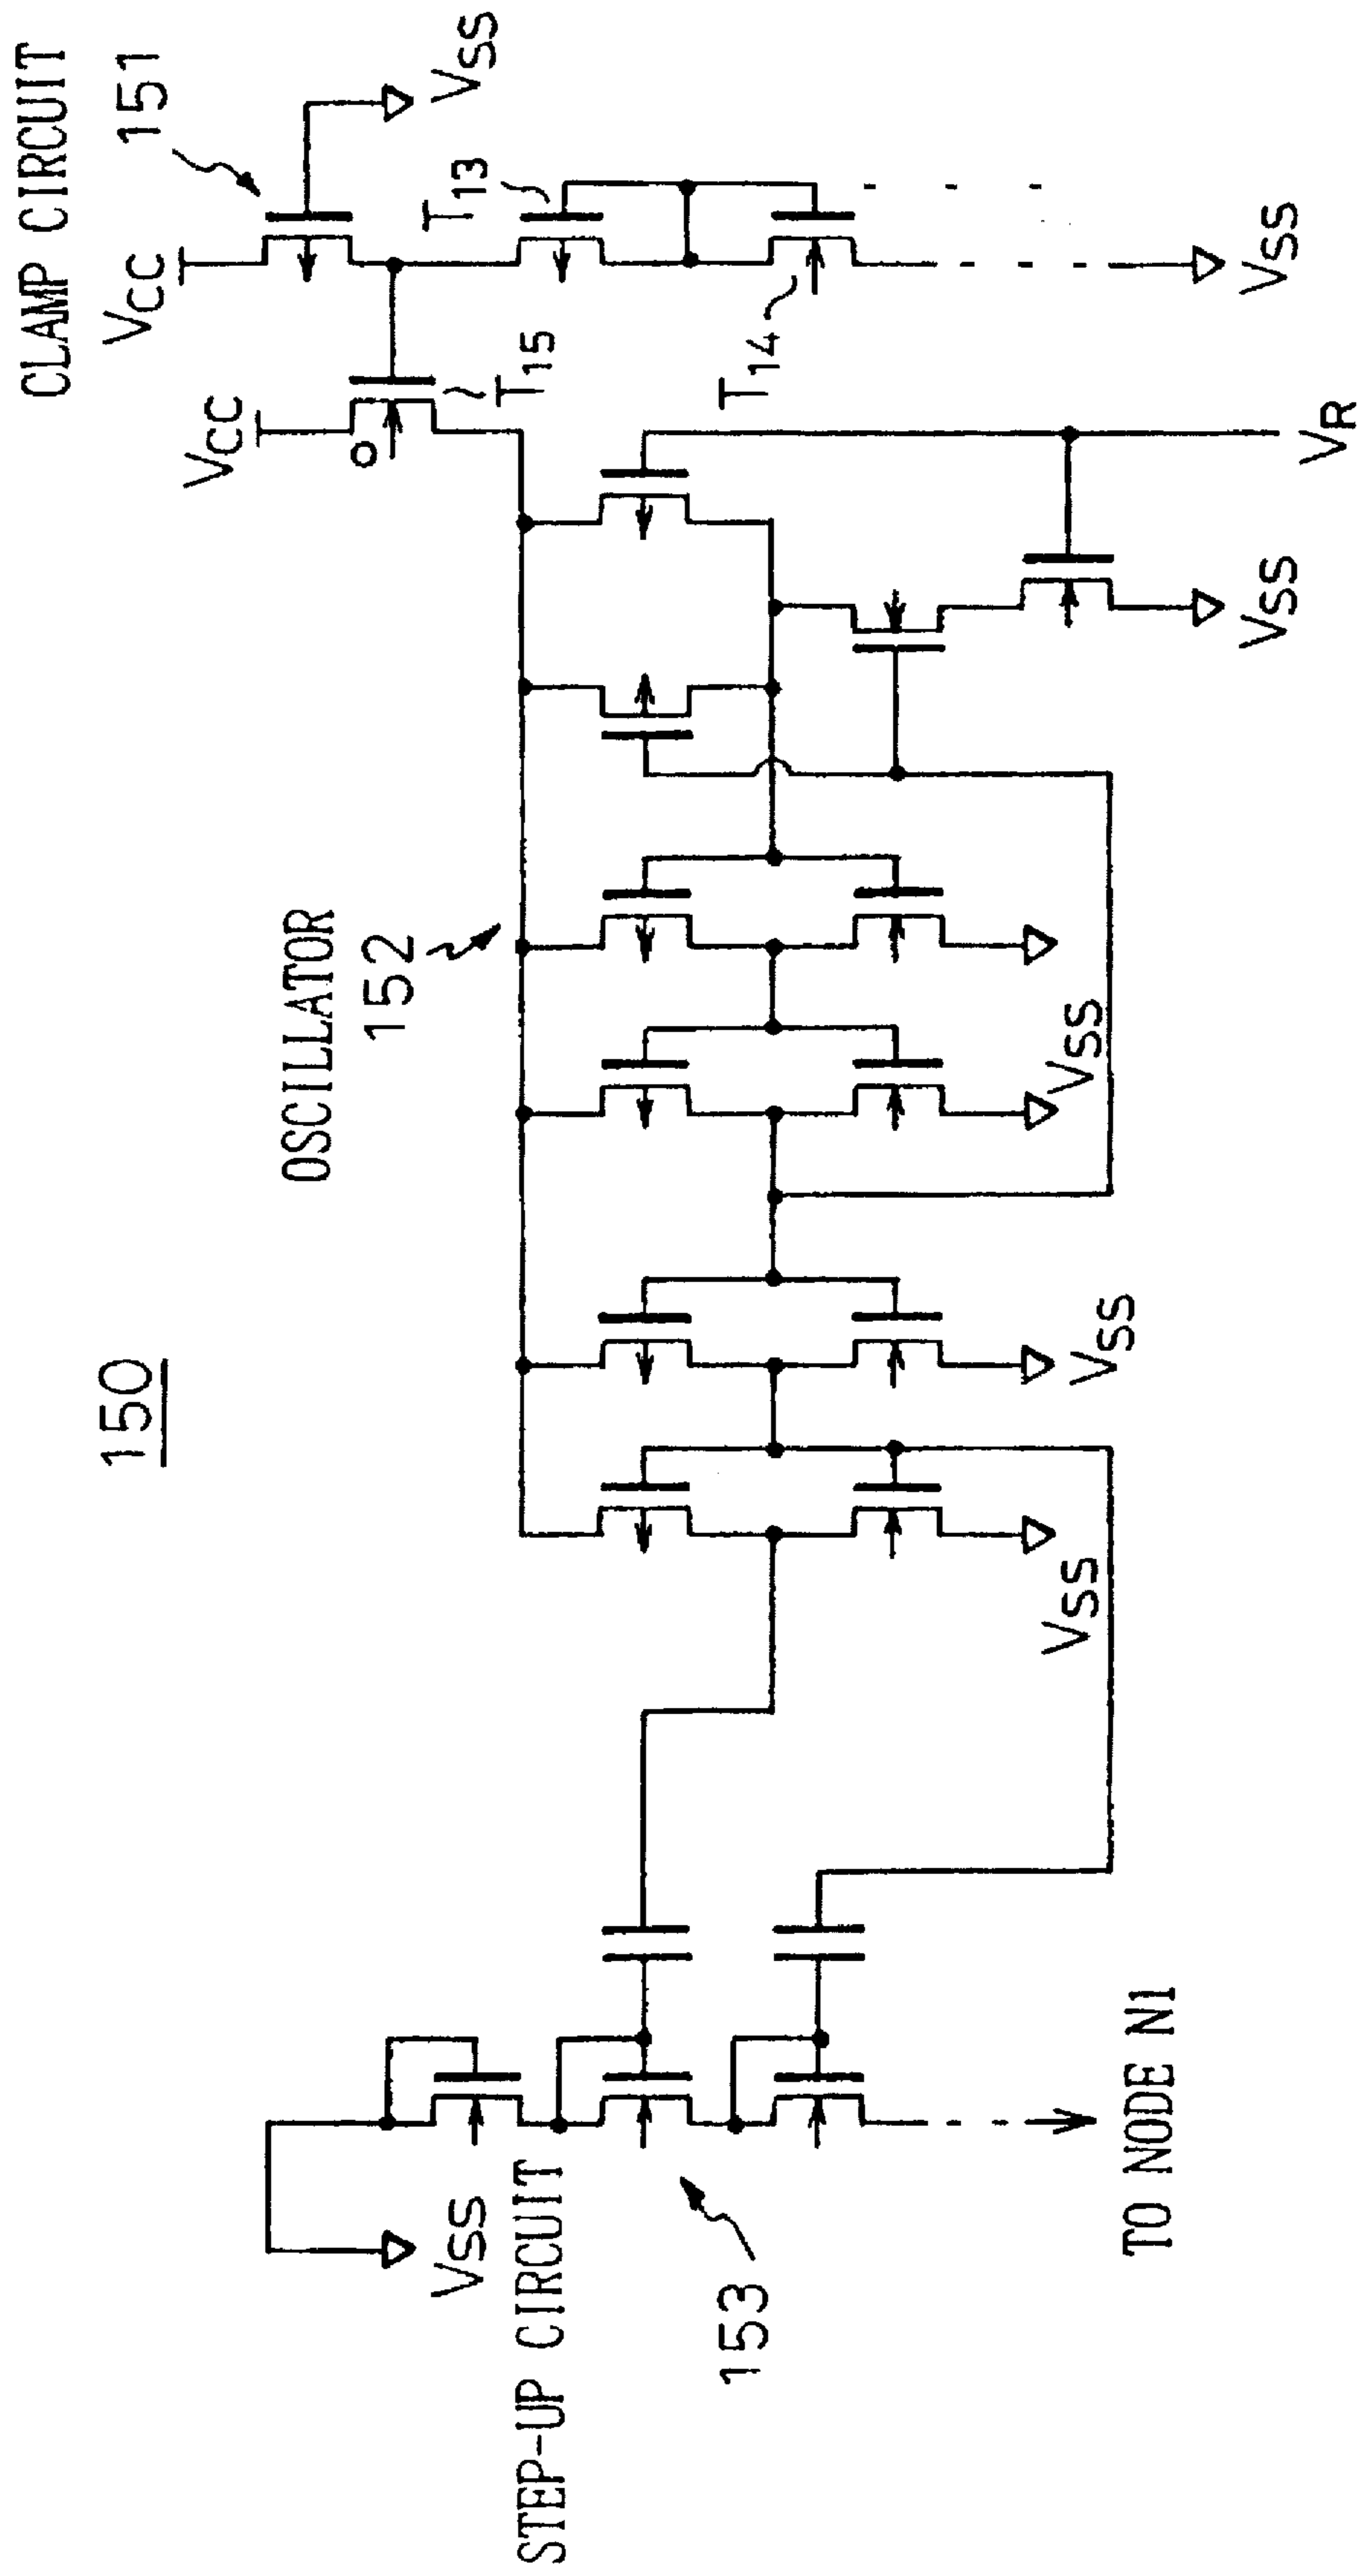 150
CLAMP CIRCUIT
151
VCC
VSS
VCC
T15
T13
T14
VSS
OSCILLATOR
152
VR
VSS
VSS
VSS
VSS
STEP-UP CIRCUIT
153
VSS
TO NODE N1